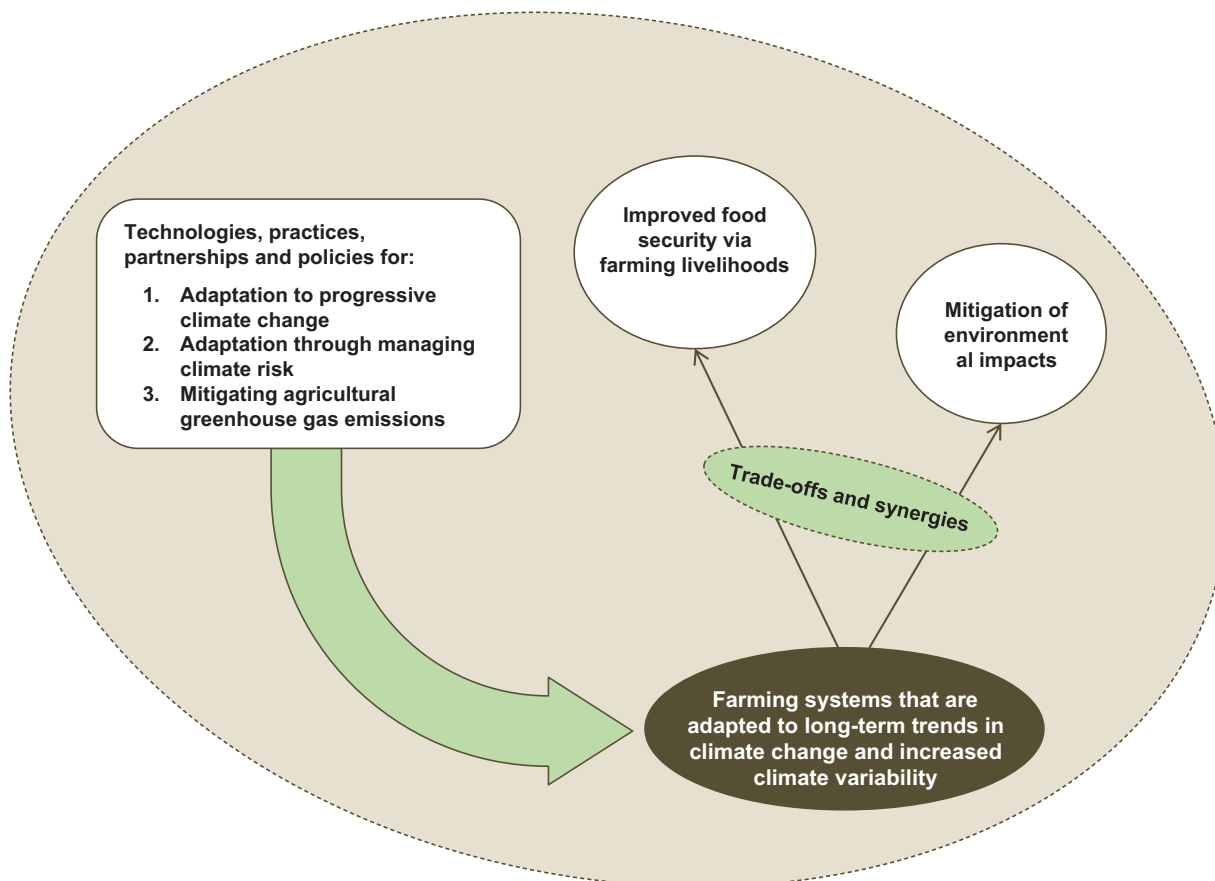 Technologies, practices,
partnerships and policies for:
1. Adaptation to progressive
climate change
2. Adaptation through managing
climate risk
3. Mitigating agricultural
greenhouse gas emissions
Improved food
security via
farming livelihoods
Mitigation of
environment
al impacts
Trade-offs and synergies
Farming systems that are
adapted to long-term trends in
climate change and increased
climate variability